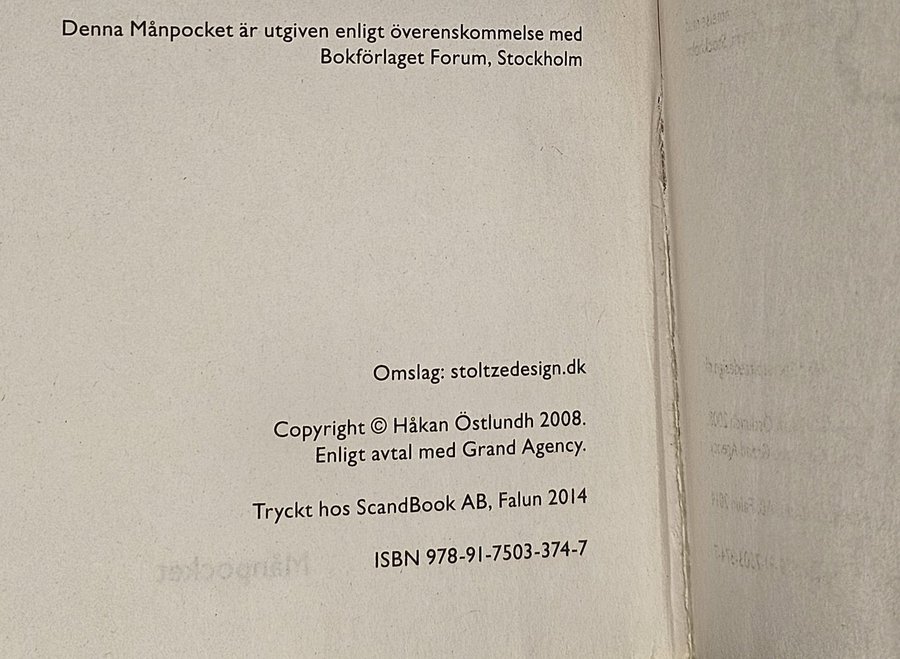 Denna Månpocket är utgiven enligt överenskommelse med
Bokförlaget Forum, Stockholm
Omslag: stoltzedesign.dk
Copyright © Håkan Östlundh 2008.
Enligt avtal med Grand Agency.
Tryckt hos ScandBook AB, Falun 2014
ISBN 978-91-7503-374-7
Månpocket